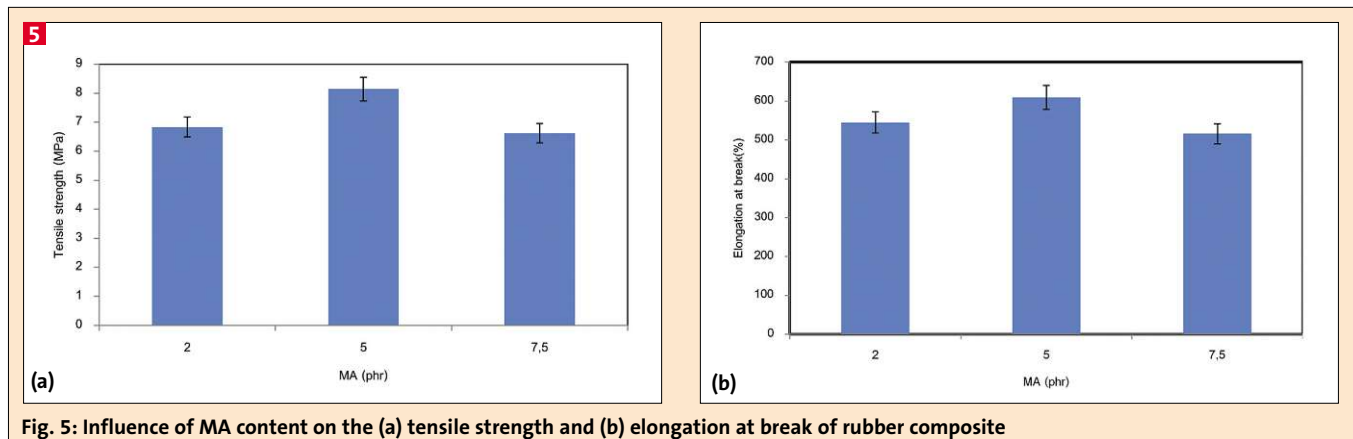 5
9
8
7
6
5
4
3
2
1
0
Tensile strength (MPa)
2 5 7,5
MA (phr)
(a)
700
600
500
400
300
200
100
0
Elongation at break(%)
2 5 7,5
MA (phr)
(b)
Fig. 5: Influence of MA content on the (a) tensile strength and (b) elongation at break of rubber composite